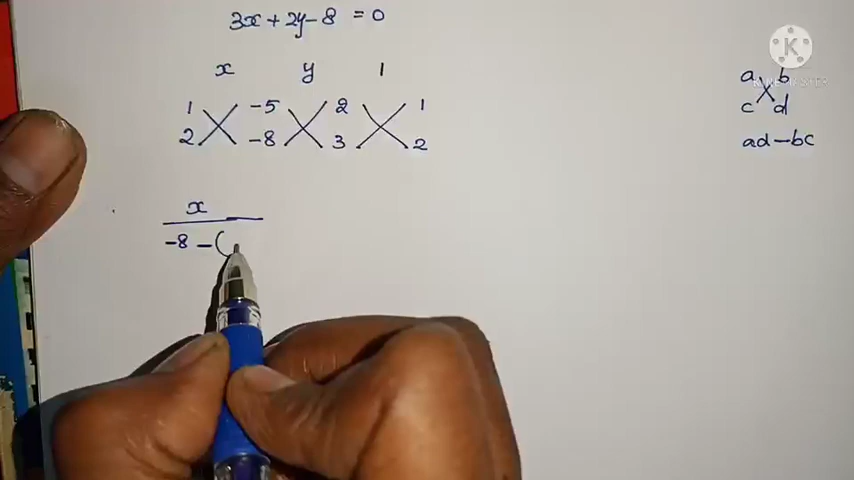 3x + 2y - 8 = 0
x y 1
1 -5 2 1
2 -8 3 2
x
-8 - (
K
a b
c d
ad - bc